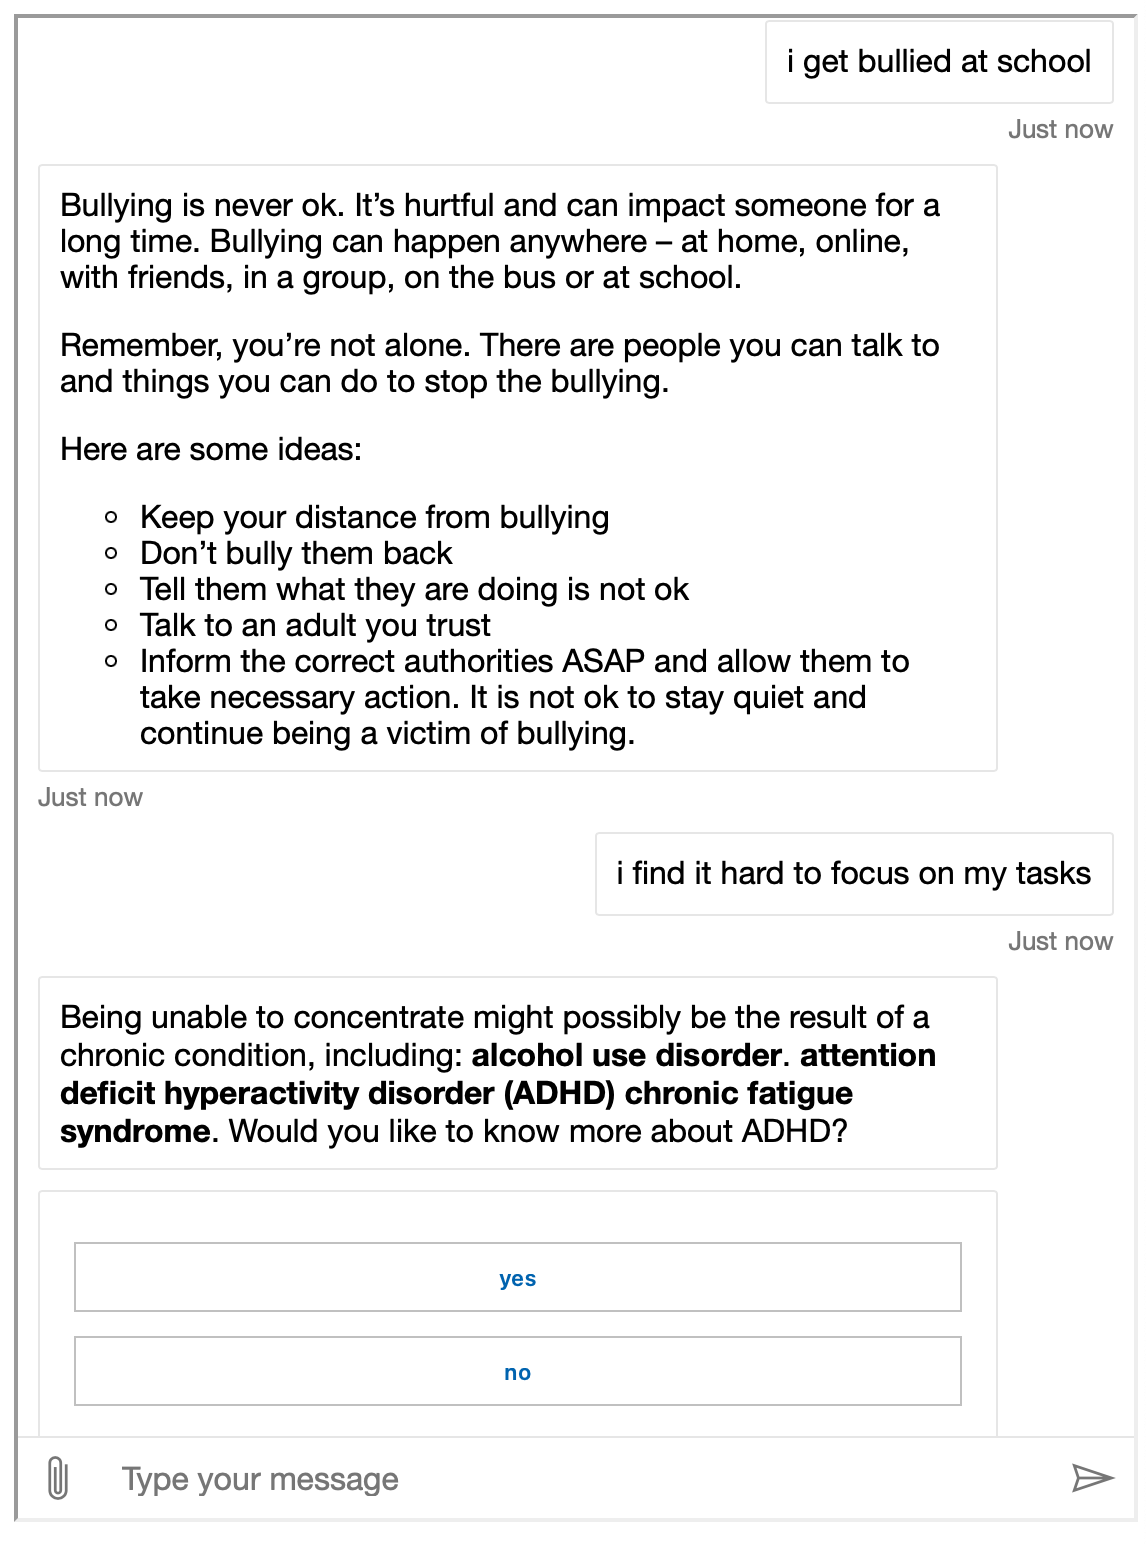 i get bullied at school
Just now
Bullying is never ok. It’s hurtful and can impact someone for a
long time. Bullying can happen anywhere – at home, online,
with friends, in a group, on the bus or at school.
Remember, you’re not alone. There are people you can talk to
and things you can do to stop the bullying.
Here are some ideas:
Keep your distance from bullying
Don’t bully them back
Tell them what they are doing is not ok
Talk to an adult you trust
Inform the correct authorities ASAP and allow them to
take necessary action. It is not ok to stay quiet and
continue being a victim of bullying.
Just now
i find it hard to focus on my tasks
Just now
Being unable to concentrate might possibly be the result of a
chronic condition, including: alcohol use disorder. attention
deficit hyperactivity disorder (ADHD) chronic fatigue
syndrome. Would you like to know more about ADHD?
yes
no
Type your message